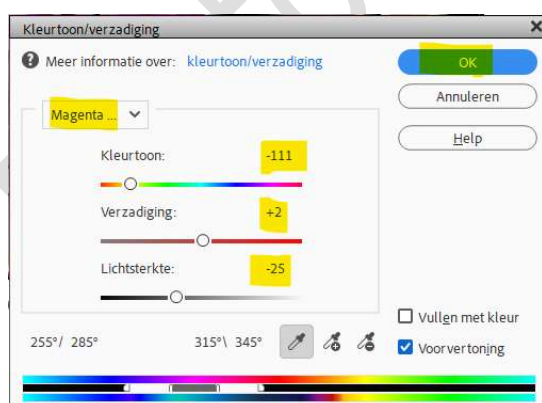 Kleurtoon/verzadiging
Meer informatie over: kleurtoon/verzadiging
OK
Annuleren
Help
Magenta ...
Kleurtoon: -111
Verzadiging: +2
Lichtsterkte: -25
Vullen met kleur
Voorvertoning
255°/ 285° 315°\ 345°